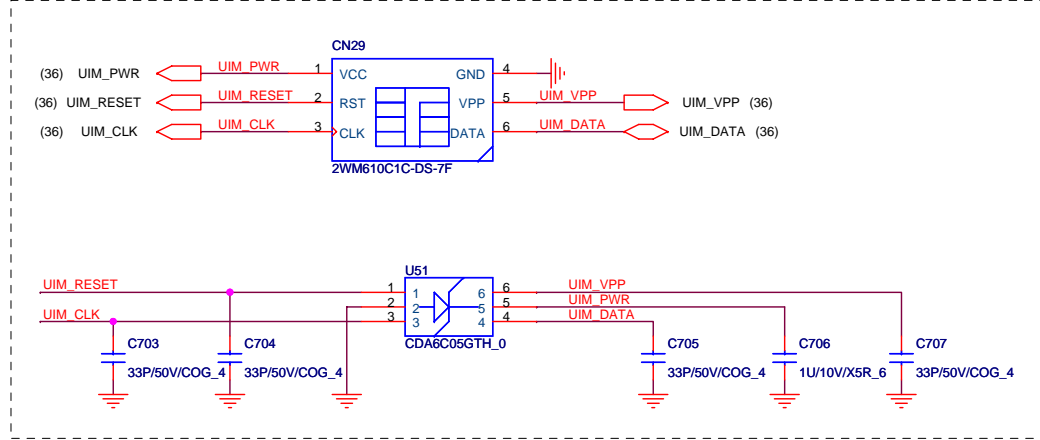 CN29
(36) UIM_PWR UIM_PWR 1 VCC GND 4
(36) UIM_RESET UIM_RESET 2 RST VPP 5 UIM_VPP UIM_VPP (36)
(36) UIM_CLK UIM_CLK 3 CLK DATA 6 UIM_DATA UIM_DATA (36)
2WM610C1C-DS-7F
U51
UIM_RESET 1 1 6 6 UIM_VPP
2 2 5 5 UIM_PWR
UIM_CLK 3 3 4 4 UIM_DATA
CDA6C05GTH_0
C703 C704 C705 C706 C707
33P/50V/COG_4 33P/50V/COG_4 33P/50V/COG_4 1U/10V/X5R_6 33P/50V/COG_4